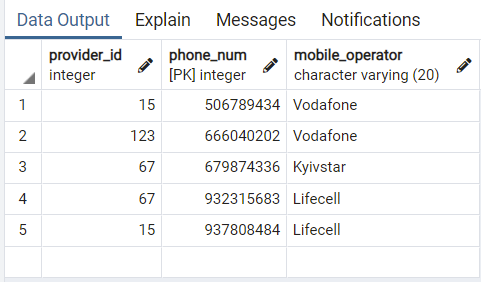 Data Output Explain Messages Notifications
provider_id phone_num mobile_operator
integer [PK] integer character varying (20)
1 15 506789434 Vodafone
2 123 666040202 Vodafone
3 67 679874336 Kyivstar
4 67 932315683 Lifecell
5 15 937808484 Lifecell